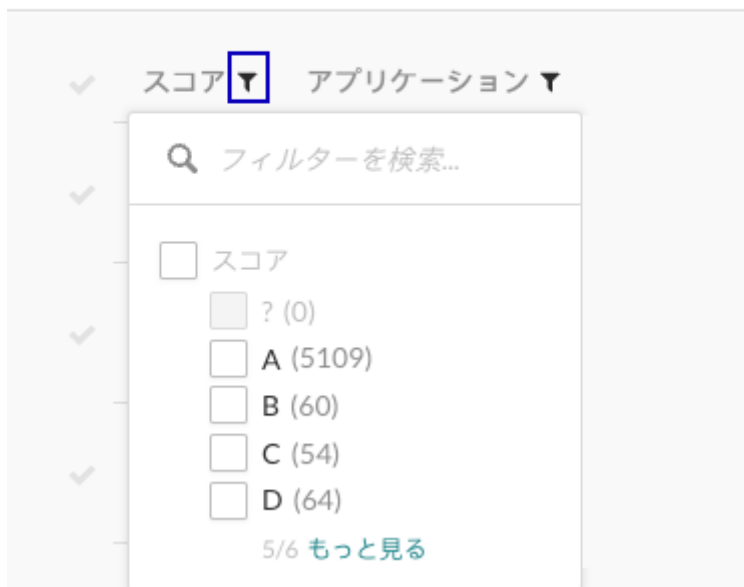 スコア アプリケーション
フィルターを検索...
スコア
? (0)
A (5109)
B (60)
C (54)
D (64)
5/6 もっと見る